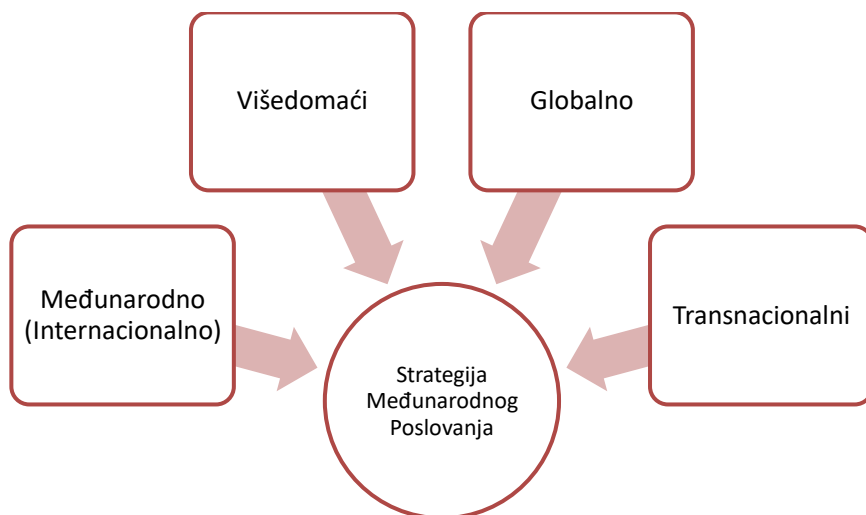 Višedomaći
Globalno
Međunarodno
(Internacionalno)
Transnacionalni
Strategija
Međunarodnog
Poslovanja